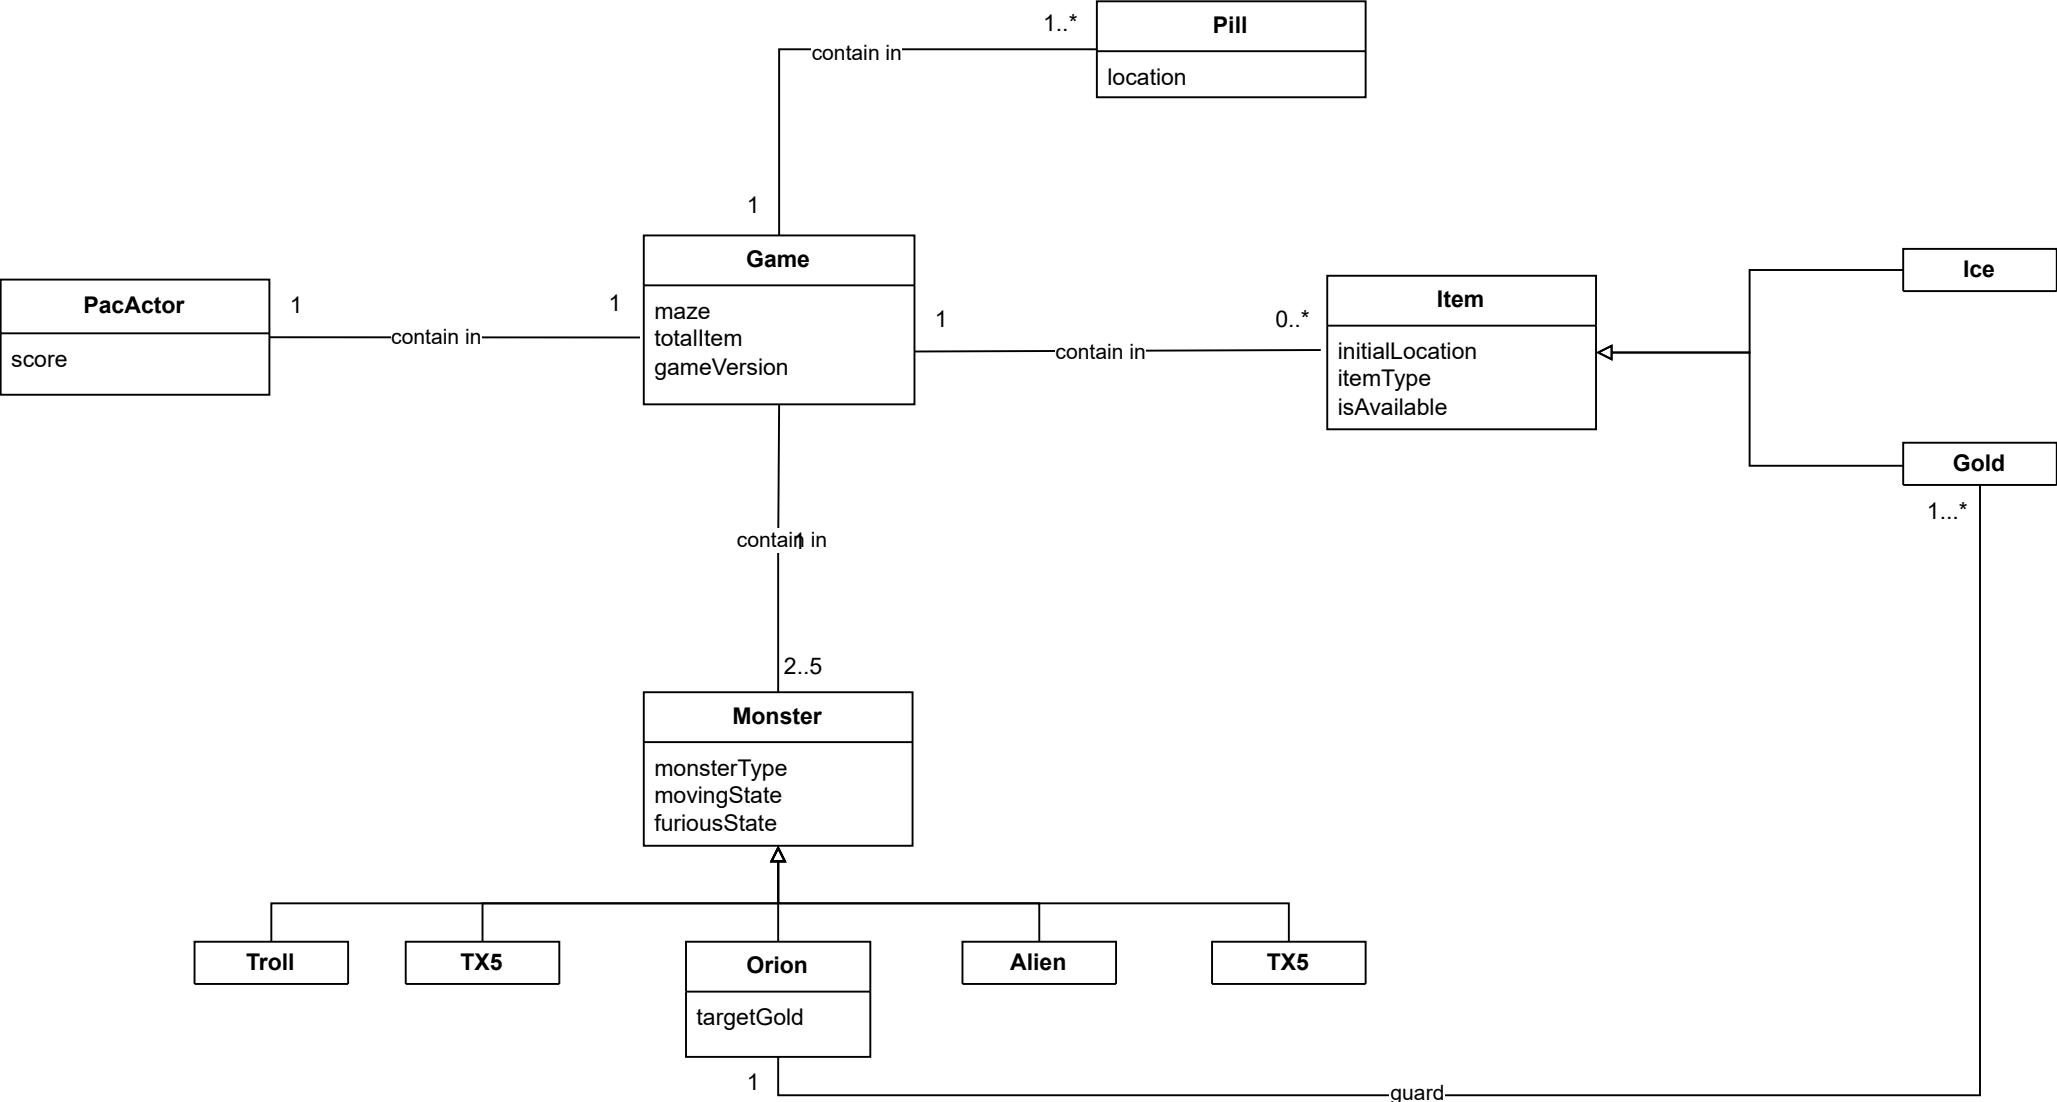 1..*
Pill
contain in
location
1
Game
maze
totalItem
gameVersion
PacActor
score
1
1
contain in
1
0..*
contain in
Item
initialLocation
itemType
isAvailable
Ice
Gold
1...*
contain in
1
2..5
Monster
monsterType
movingState
furiousState
Troll
TX5
Orion
targetGold
Alien
TX5
1
guard